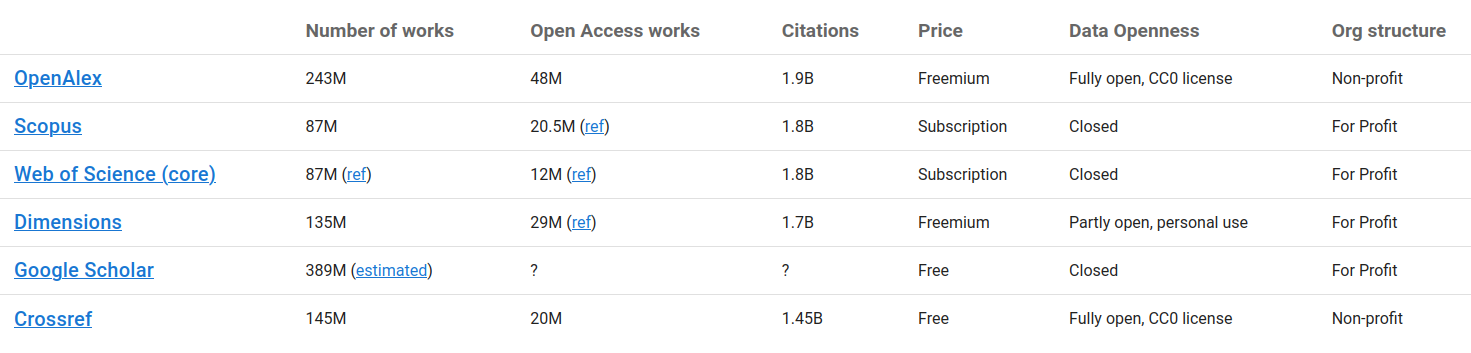 Number of works Open Access works Citations Price Data Openness Org structure
OpenAlex 243M 48M 1.9B Freemium Fully open, CC0 license Non-profit
Scopus 87M 20.5M (ref) 1.8B Subscription Closed For Profit
Web of Science (core) 87M (ref) 12M (ref) 1.8B Subscription Closed For Profit
Dimensions 135M 29M (ref) 1.7B Freemium Partly open, personal use For Profit
Google Scholar 389M (estimated) ? ? Free Closed For Profit
Crossref 145M 20M 1.45B Free Fully open, CC0 license Non-profit